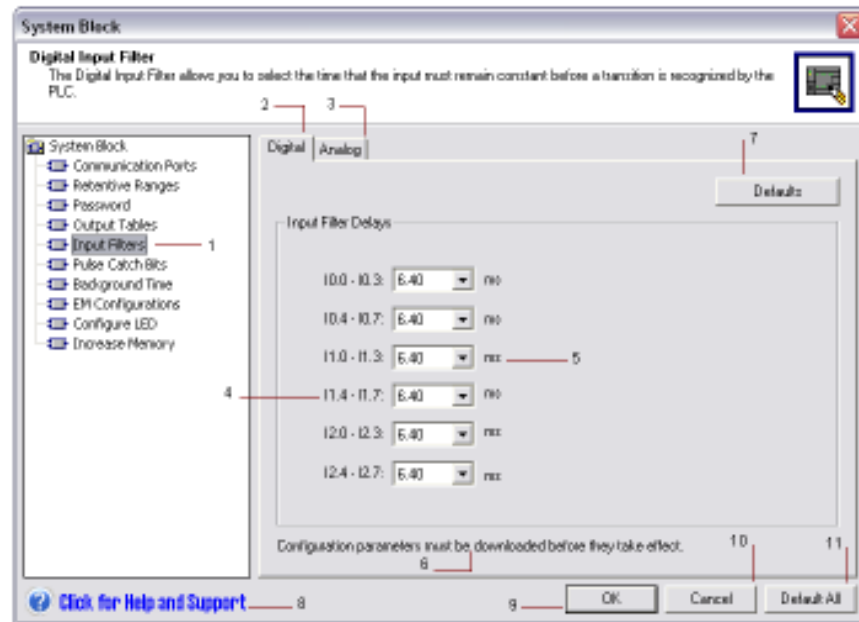 System Block
Digital Input Filter
The Digital Input Filter allows you to select the time that the input must remain constant before a transition is recognized by the
PLC.
2
3
System Block
Communication Ports
Retentive Ranges
Password
Output Tables
Input Filters
1
Pulse Catch Bits
Background Time
EM Configurations
Configure LED
Increase Memory
Digital
Analog
7
Defaults
Input Filter Delays
I0.0 - I0.3: 6.40 ms
I0.4 - I0.7: 6.40 ms
I1.0 - I1.3: 6.40 ms 5
4 I1.4 - I1.7: 6.40 ms
I2.0 - I2.3: 6.40 ms
I2.4 - I2.7: 6.40 ms
Configuration parameters must be downloaded before they take effect.
6
10
11
Click for Help and Support 8
9
OK
Cancel
Default All